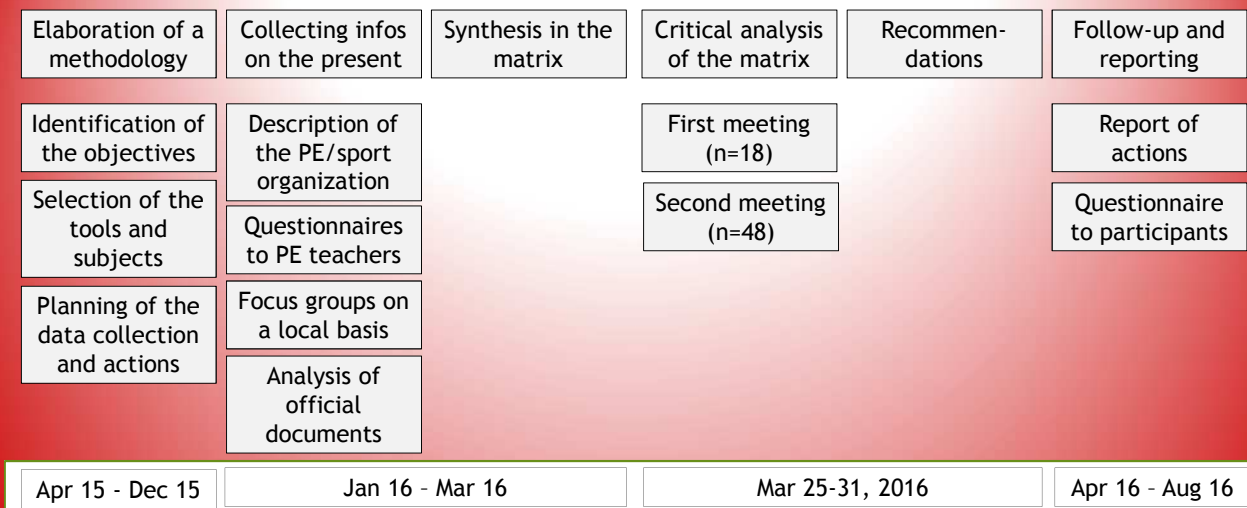 Elaboration of a
methodology
Collecting infos
on the present
Synthesis in the
matrix
Critical analysis
of the matrix
Recommen-
dations
Follow-up and
reporting
Identification of
the objectives
Selection of the
tools and
subjects
Planning of the
data collection
and actions
Description of
the PE/sport
organization
Questionnaires
to PE teachers
Focus groups on
a local basis
Analysis of
official
documents
First meeting
(n=18)
Second meeting
(n=48)
Report of
actions
Questionnaire
to participants
Apr 15 - Dec 15
Jan 16 – Mar 16
Mar 25-31, 2016
Apr 16 – Aug 16